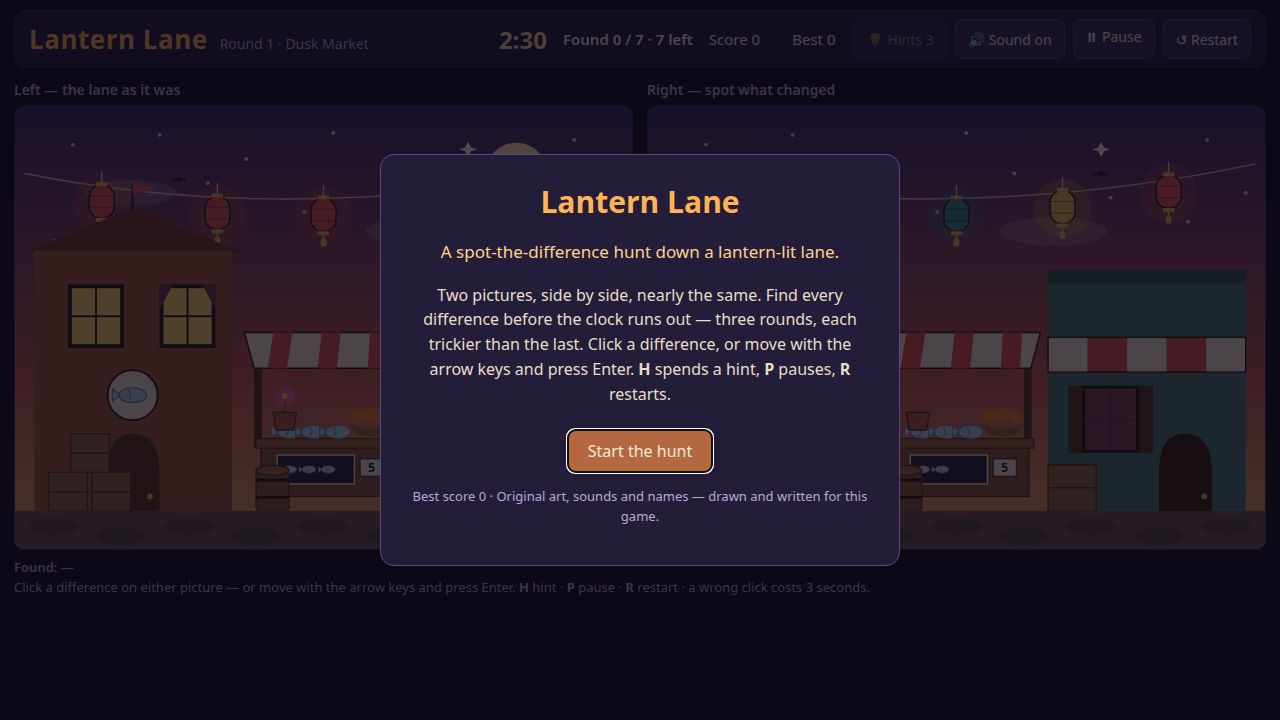 Lantern Lane Round 1 · Dusk Market 2:30 Found 0 / 7 · 7 left Score 0 Best 0 💡 Hints 3 🔊 Sound on ⏸ Pause ↺ Restart
Left — the lane as it was
Right — spot what changed
Lantern Lane
A spot-the-difference hunt down a lantern-lit lane.
Two pictures, side by side, nearly the same. Find every
difference before the clock runs out — three rounds, each
trickier than the last. Click a difference, or move with the
arrow keys and press Enter. H spends a hint, P pauses, R
restarts.
Start the hunt
Best score 0 · Original art, sounds and names — drawn and written for this
game.
5
5
Found: —
Click a difference on either picture — or move with the arrow keys and press Enter. H hint · P pause · R restart · a wrong click costs 3 seconds.